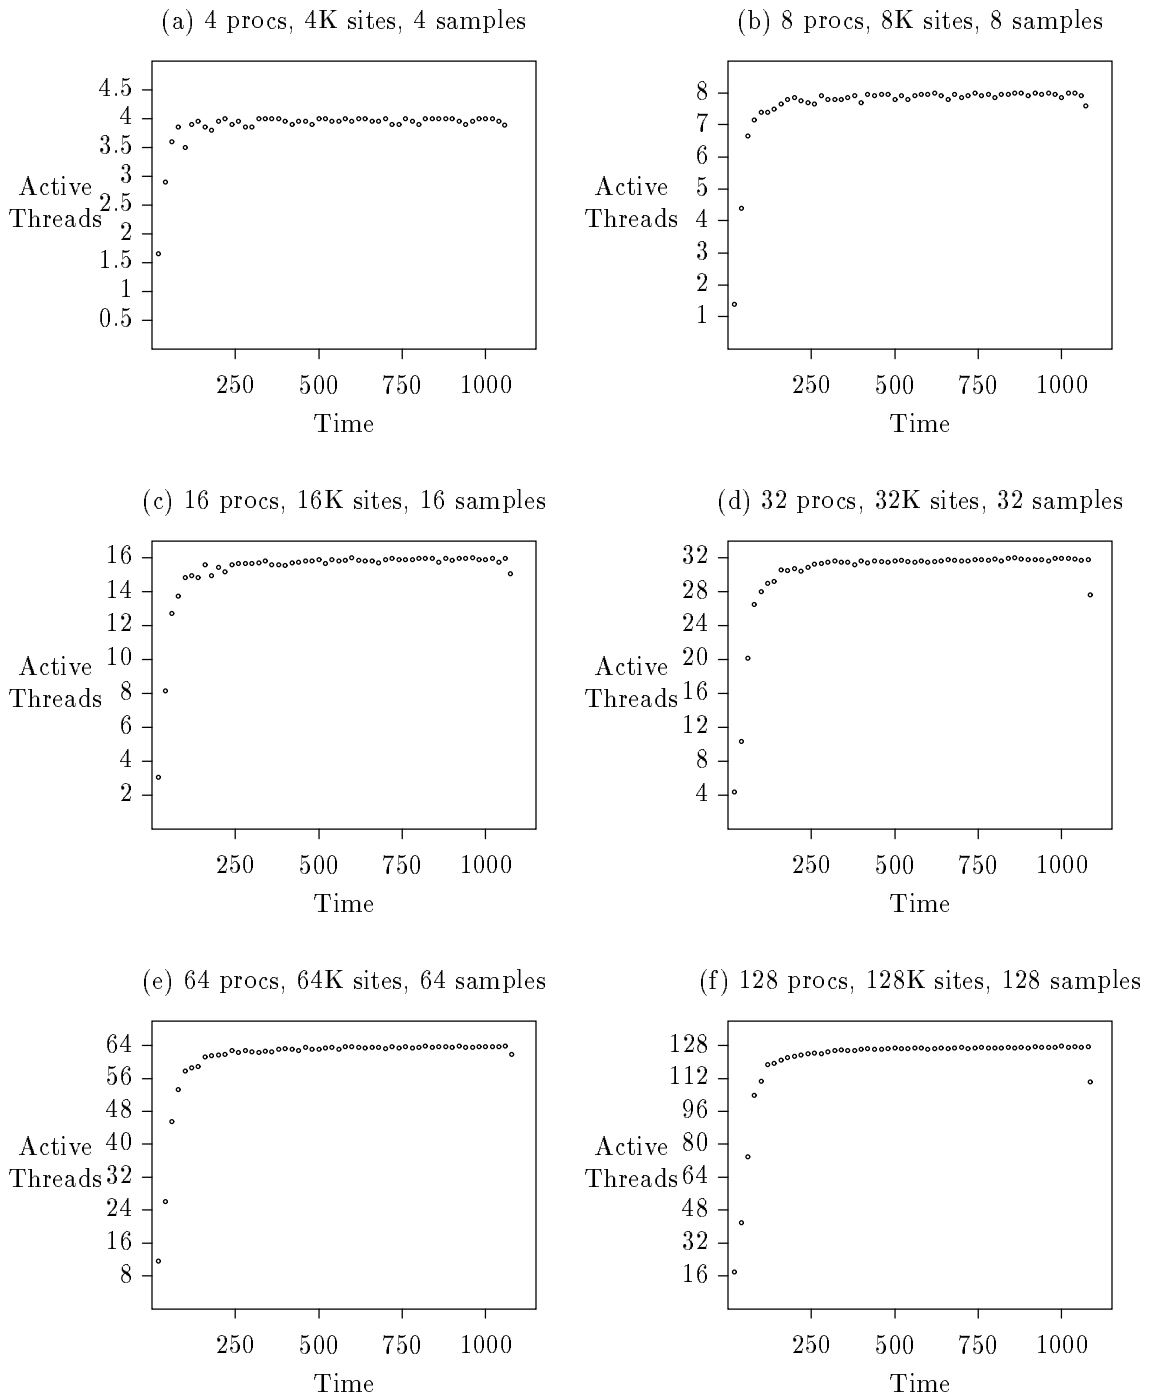 (a) 4 procs, 4K sites, 4 samples
4.5
4
3.5
3
2.5
2
1.5
1
0.5
Active
Threads
250 500 750 1000
Time
(b) 8 procs, 8K sites, 8 samples
8
7
6
5
4
3
2
1
Active
Threads
250 500 750 1000
Time
(c) 16 procs, 16K sites, 16 samples
16
14
12
10
8
6
4
2
Active
Threads
250 500 750 1000
Time
(d) 32 procs, 32K sites, 32 samples
32
28
24
20
16
12
8
4
Active
Threads
250 500 750 1000
Time
(e) 64 procs, 64K sites, 64 samples
64
56
48
40
32
24
16
8
Active
Threads
250 500 750 1000
Time
(f) 128 procs, 128K sites, 128 samples
128
112
96
80
64
48
32
16
Active
Threads
250 500 750 1000
Time